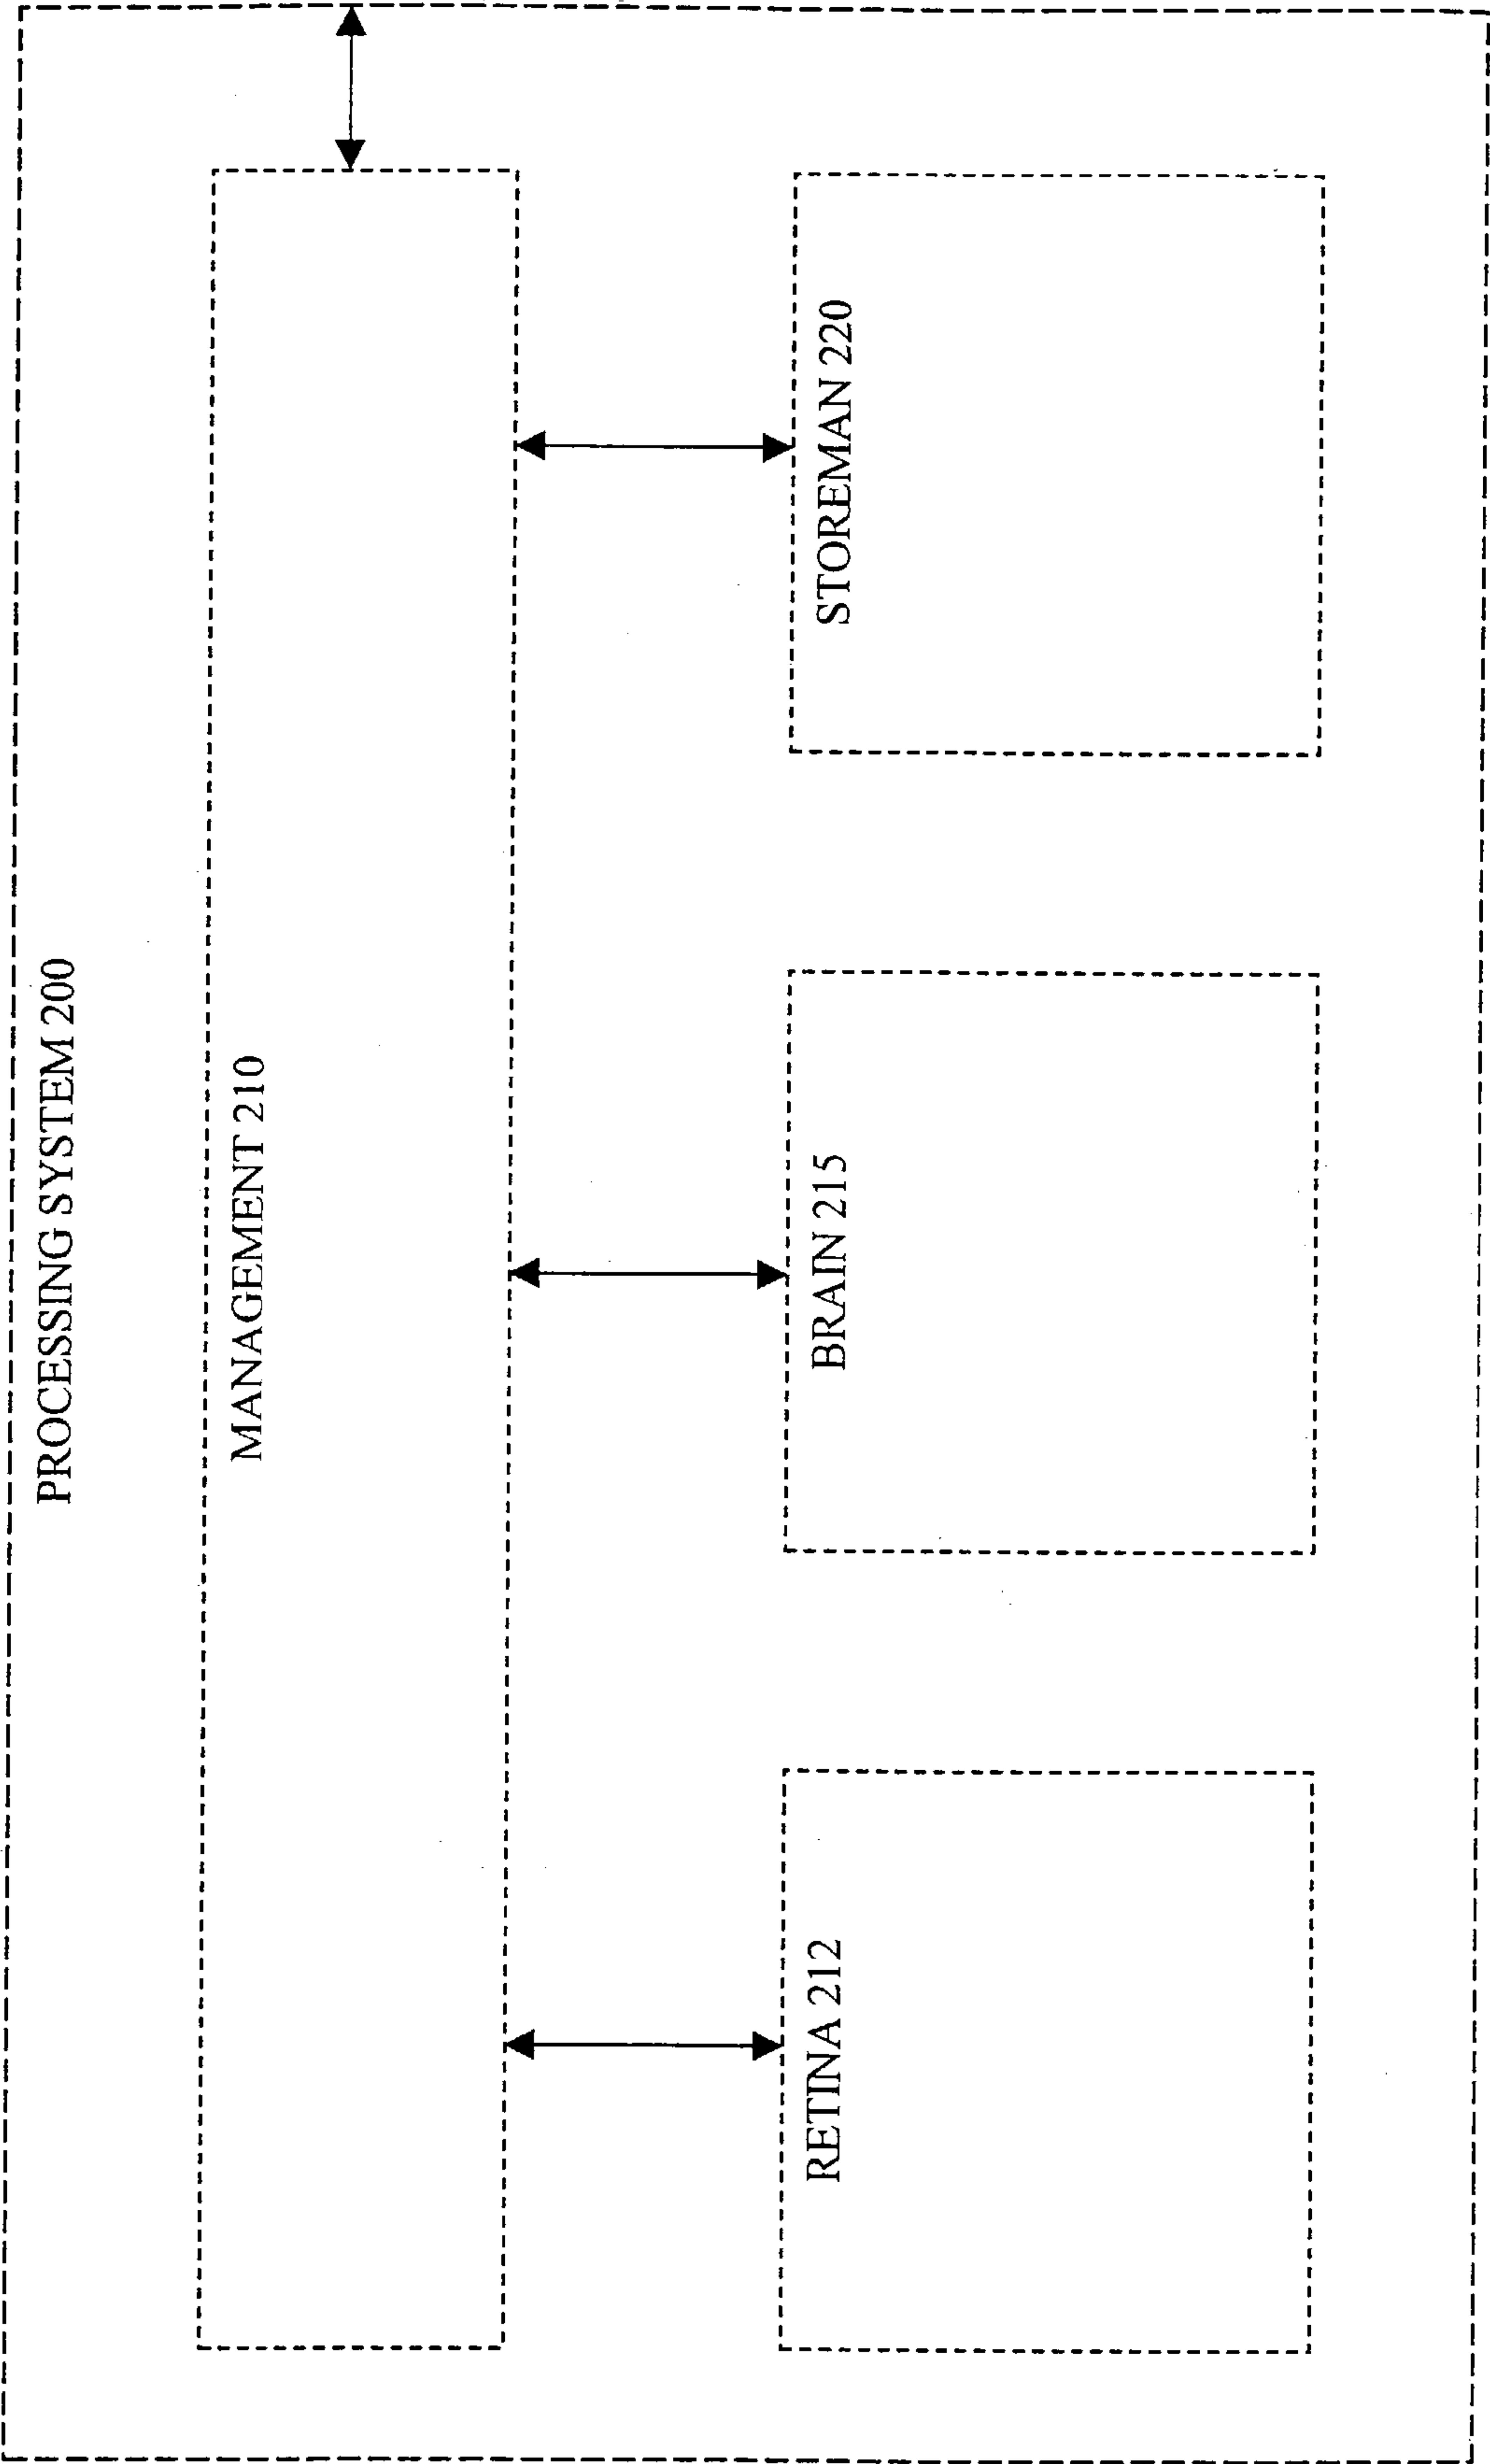 PROCESSING SYSTEM 200
MANAGEMENT 210
RETINA 212
BRAIN 215
STOREMAN 220